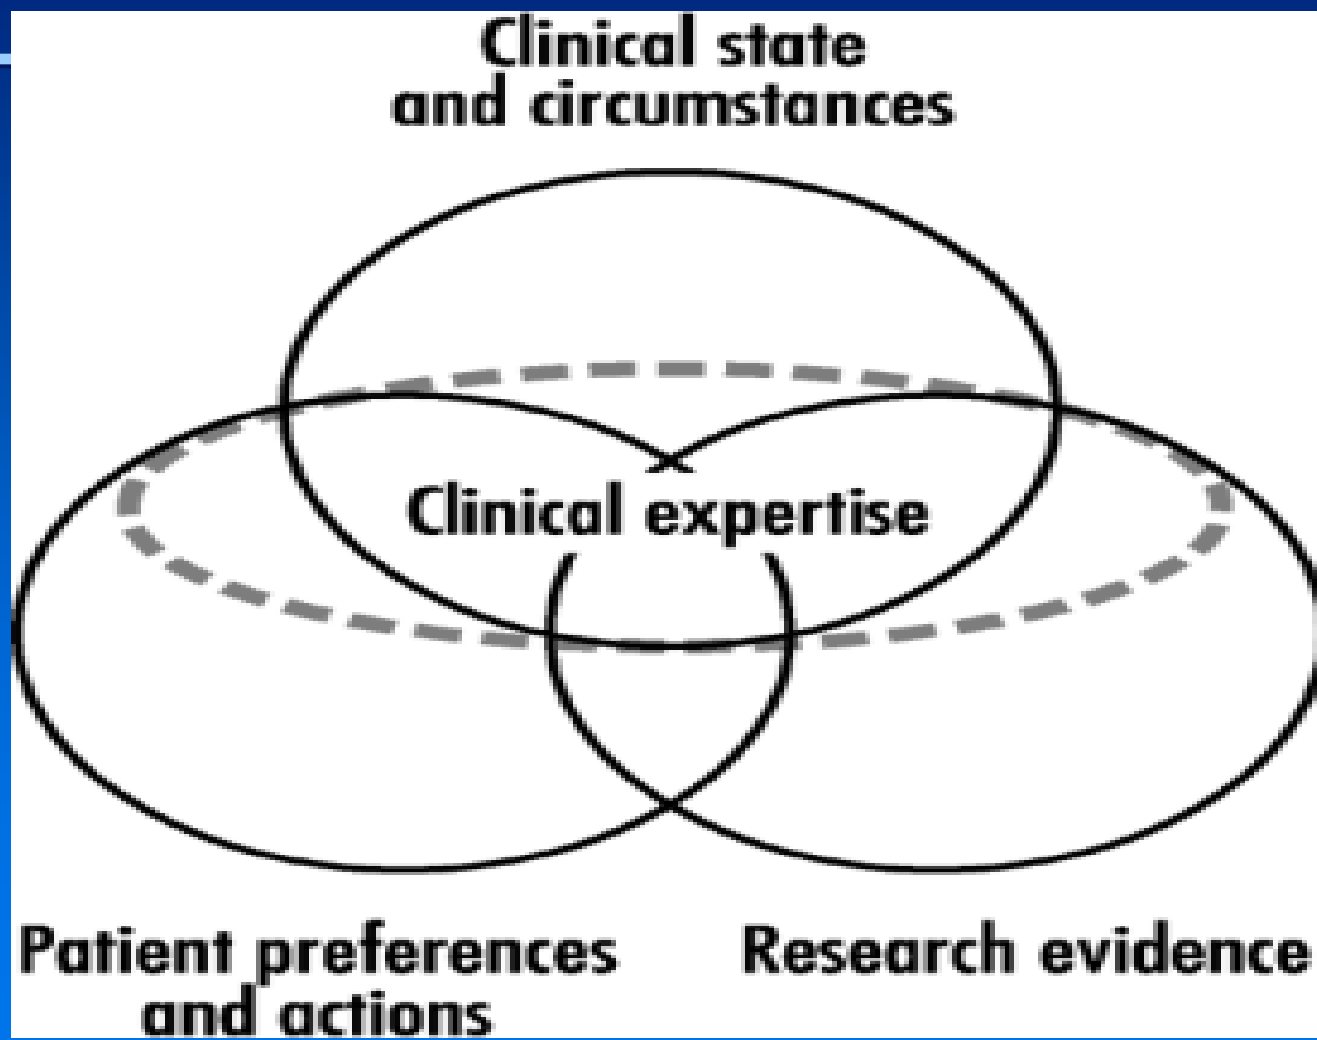 Clinical state
and circumstances
Clinical expertise
Patient preferences
and actions
Research evidence